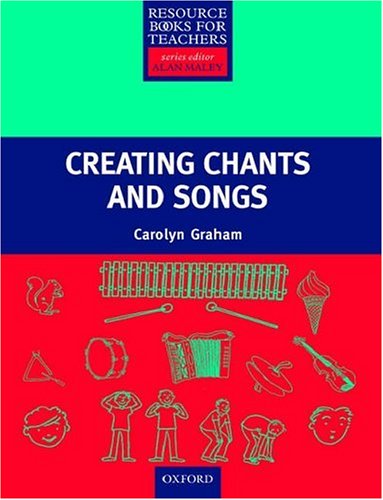 RESOURCE
BOOKS FOR
TEACHERS
series editor
ALAN MALEY
CREATING CHANTS
AND SONGS
Carolyn Graham
OXFORD